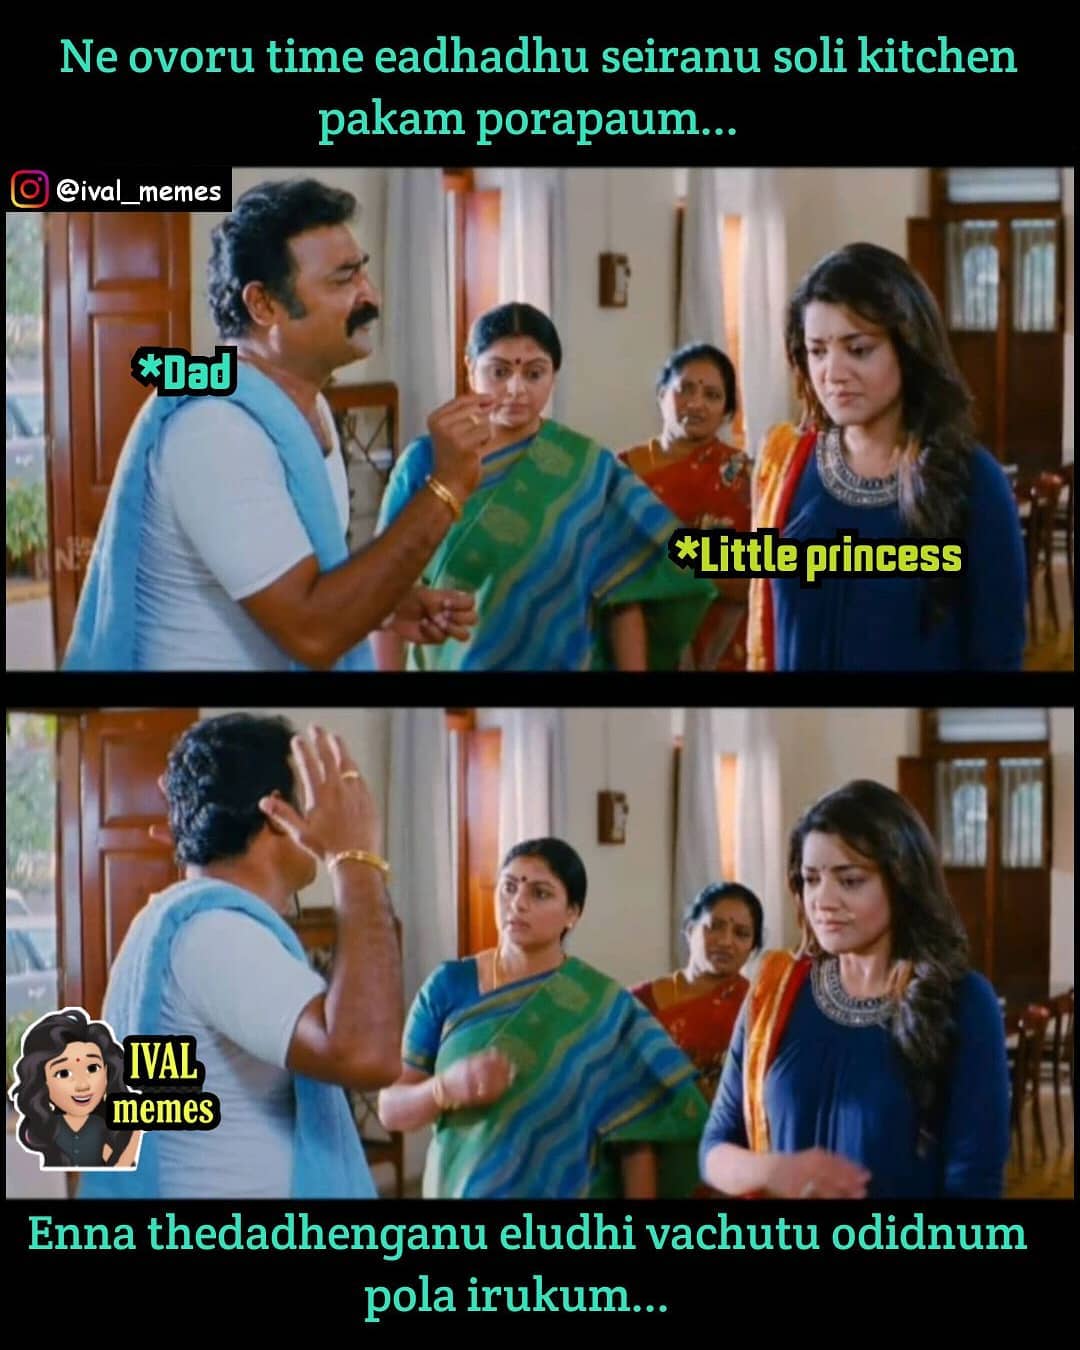 Ne ovoru time eadhadhu seiranu soli kitchen
pakam porapaum...
@ival_memes
*Dad
*Little princess
IVAL
memes
Enna thedadhenganu eludhi vachutu odidnum
pola irukum...